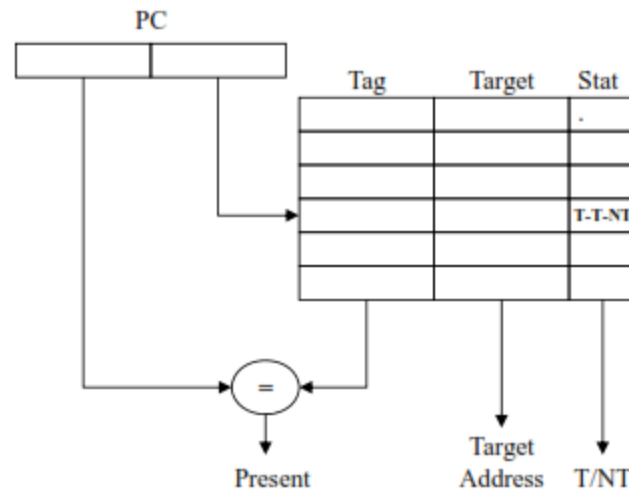 PC
Tag Target Stat
.
T-T-NT
=
Present
Target
Address
T/NT